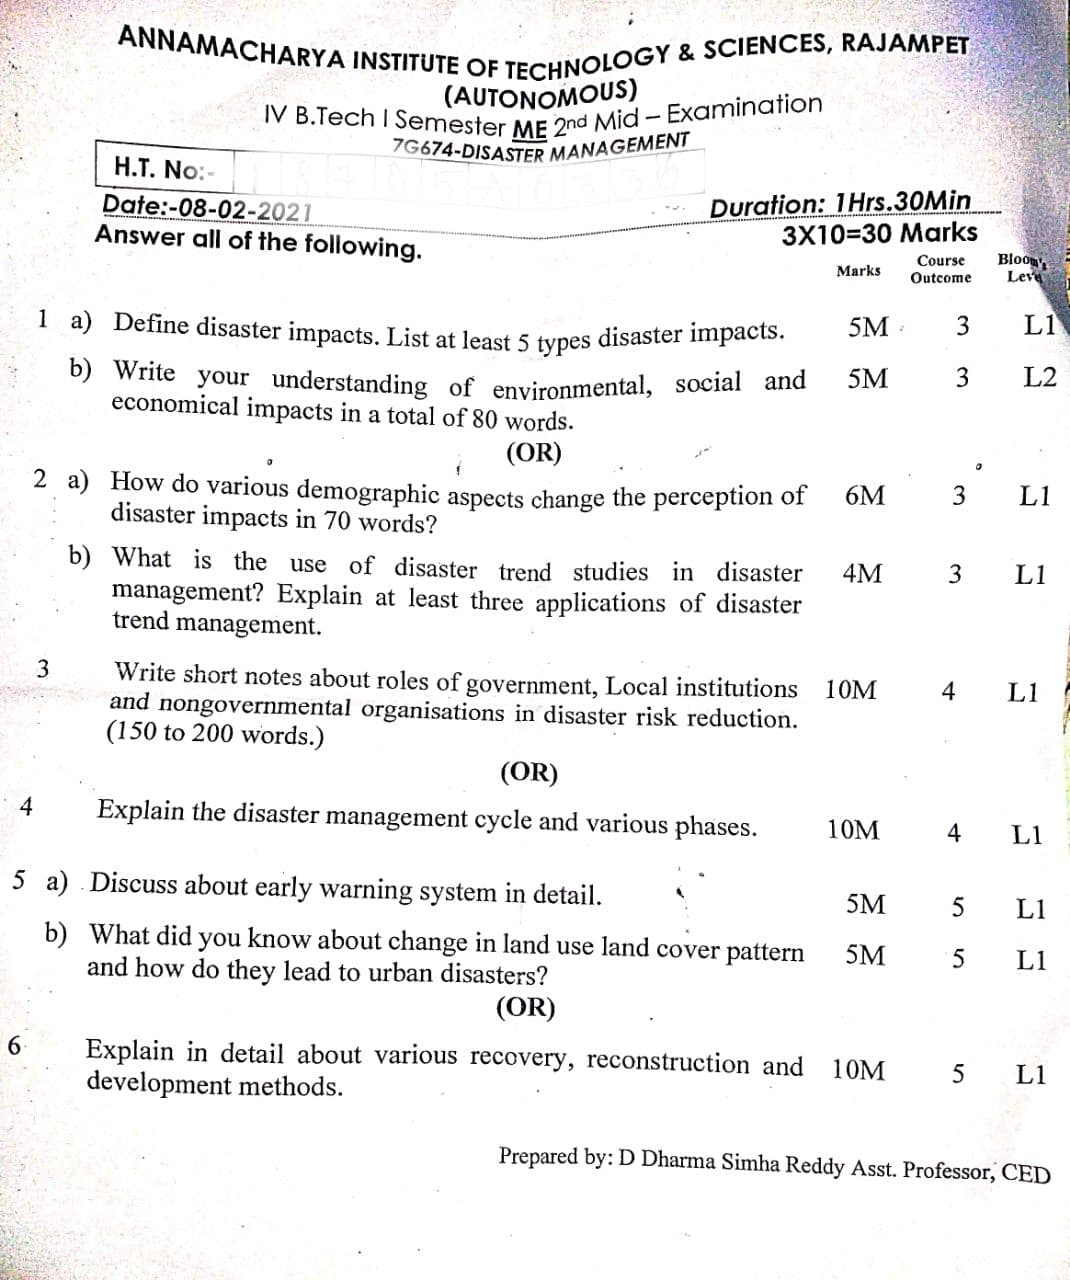 ANNAMACHARYA INSTITUTE OF TECHNOLOGY & SCIENCES, RAJAMPET
(AUTONOMOUS)
IV B.Tech I Semester ME 2nd Mid – Examination
7G674-DISASTER MANAGEMENT
H.T. No:-
Date:-08-02-2021
Duration: 1Hrs.30Min
Answer all of the following.
3X10=30 Marks
Marks Course Outcome Bloom's Level
1 a) Define disaster impacts. List at least 5 types disaster impacts. 5M 3 L1
b) Write your understanding of environmental, social and 5M 3 L2
economical impacts in a total of 80 words.
(OR)
2 a) How do various demographic aspects change the perception of 6M 3 L1
disaster impacts in 70 words?
b) What is the use of disaster trend studies in disaster 4M 3 L1
management? Explain at least three applications of disaster
trend management.
3 Write short notes about roles of government, Local institutions 10M 4 L1
and nongovernmental organisations in disaster risk reduction.
(150 to 200 words.)
(OR)
4 Explain the disaster management cycle and various phases. 10M 4 L1
5 a) Discuss about early warning system in detail. 5M 5 L1
b) What did you know about change in land use land cover pattern 5M 5 L1
and how do they lead to urban disasters?
(OR)
6 Explain in detail about various recovery, reconstruction and 10M 5 L1
development methods.
Prepared by: D Dharma Simha Reddy Asst. Professor, CED